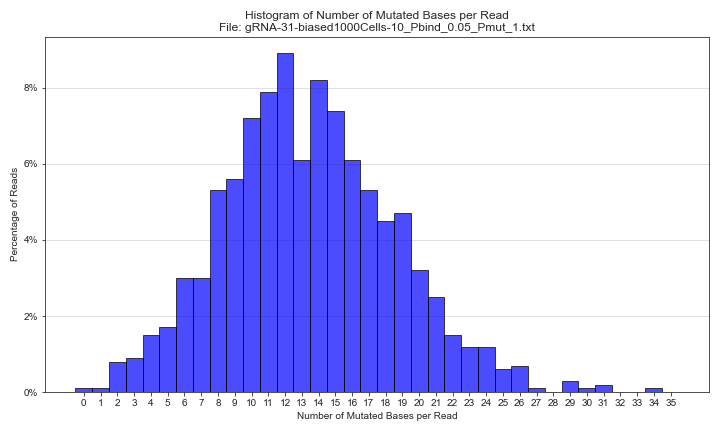 Histogram of Number of Mutated Bases per Read
File: gRNA-31-biased1000Cells-10_Pbind_0.05_Pmut_1.txt
Percentage of Reads
8%
6%
4%
2%
0%
0 1 2 3 4 5 6 7 8 9 10 11 12 13 14 15 16 17 18 19 20 21 22 23 24 25 26 27 28 29 30 31 32 33 34 35
Number of Mutated Bases per Read